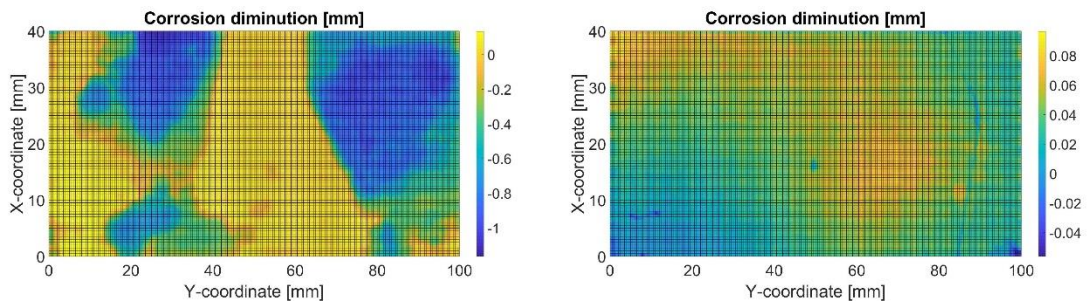 Corrosion diminution [mm]
40
30
20
10
0
X-coordinate [mm]
0 20 40 60 80 100
Y-coordinate [mm]
0
-0.2
-0.4
-0.6
-0.8
-1
Corrosion diminution [mm]
40
30
20
10
0
X-coordinate [mm]
0 20 40 60 80 100
Y-coordinate [mm]
0.08
0.06
0.04
0.02
0
-0.02
-0.04